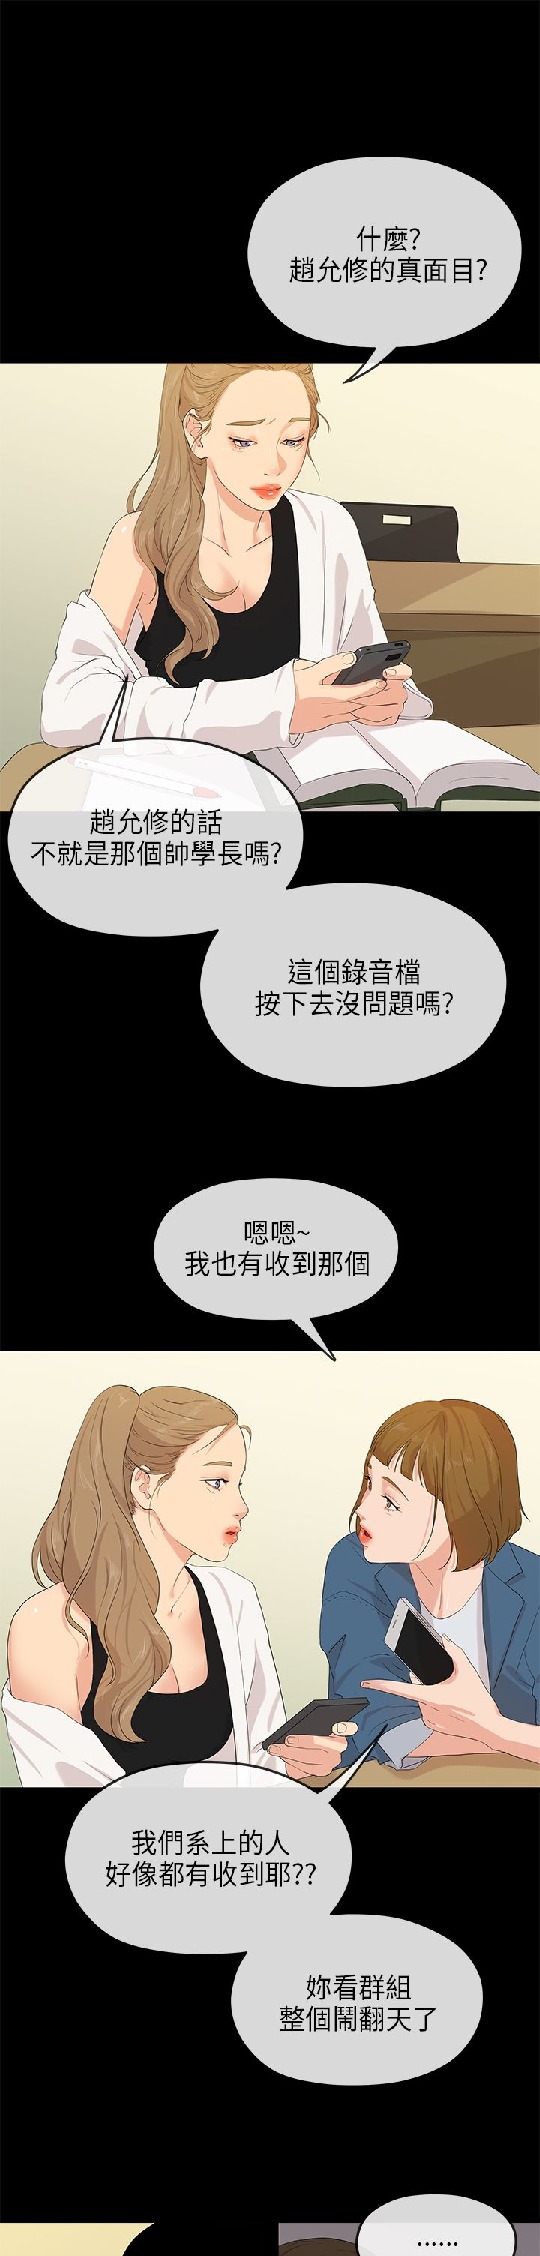 什麼?
趙允修的真面目?
趙允修的話
不就是那個帥學長嗎?
這個錄音檔
按下去沒問題嗎?
嗯嗯~
我也有收到那個
我們系上的人
好像都有收到耶??
妳看群組
整個鬧翻天了
......